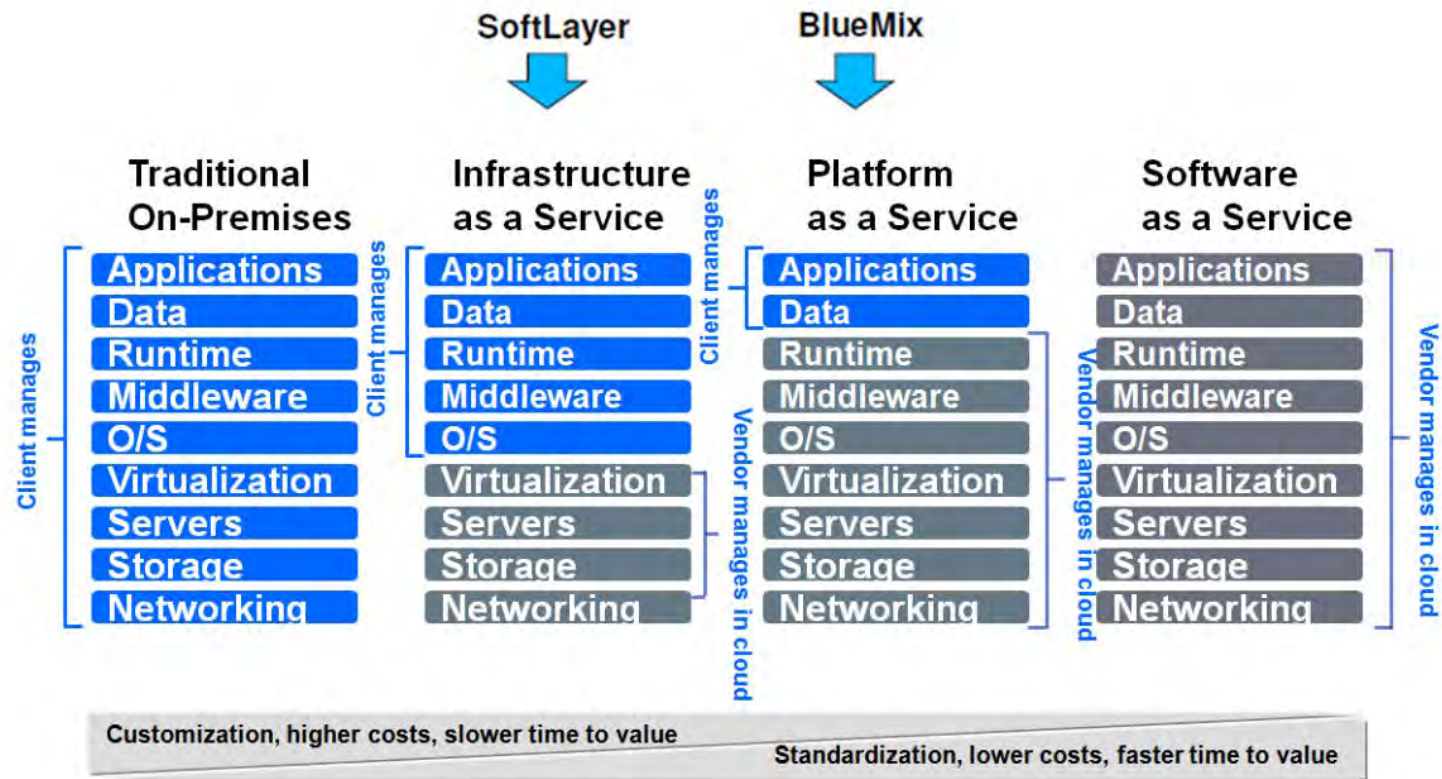 SoftLayer
BlueMix
Traditional
On-Premises
Infrastructure
as a Service
Platform
as a Service
Software
as a Service
Client manages
Applications
Data
Runtime
Middleware
O/S
Virtualization
Servers
Storage
Networking
Client manages
Applications
Data
Runtime
Middleware
O/S
Virtualization
Servers
Storage
Networking
Vendor manages in cloud
Client manages
Applications
Data
Runtime
Middleware
O/S
Virtualization
Servers
Storage
Networking
Vendor manages in cloud
Applications
Data
Runtime
Middleware
O/S
Virtualization
Servers
Storage
Networking
Vendor manages in cloud
Customization, higher costs, slower time to value
Standardization, lower costs, faster time to value